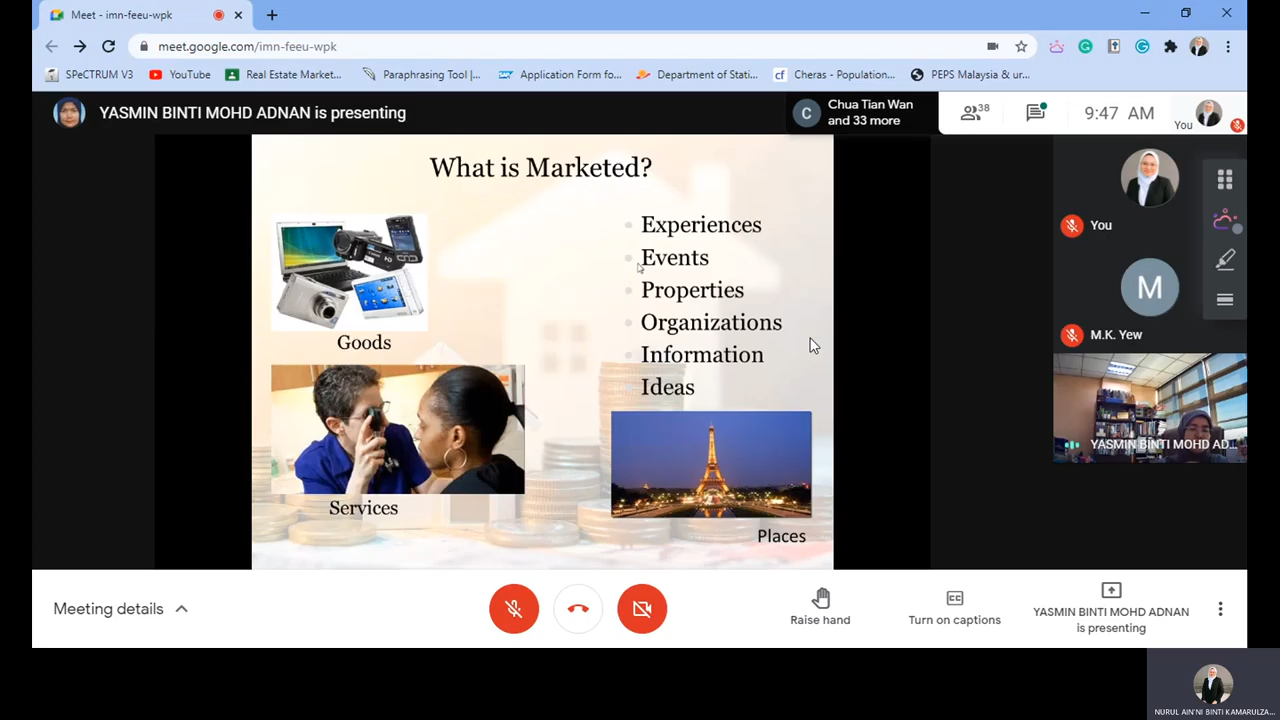 Meet - imn-feeu-wpk
meet.google.com/imn-feeu-wpk
SPeCTRUM V3
YouTube
Real Estate Market...
Paraphrasing Tool |...
Application Form fo...
Department of Stati...
Cheras - Population...
PEPS Malaysia & ur...
YASMIN BINTI MOHD ADNAN is presenting
C
Chua Tian Wan
and 33 more
38
9:47 AM
You
What is Marketed?
Goods
Services
Experiences
Events
Properties
Organizations
Information
Ideas
Places
You
M
M.K. Yew
YASMIN BINTI MOHD AD...
Meeting details
Raise hand
CC
Turn on captions
YASMIN BINTI MOHD ADNAN
is presenting
NURUL AIN'NI BINTI KAMARULZA...